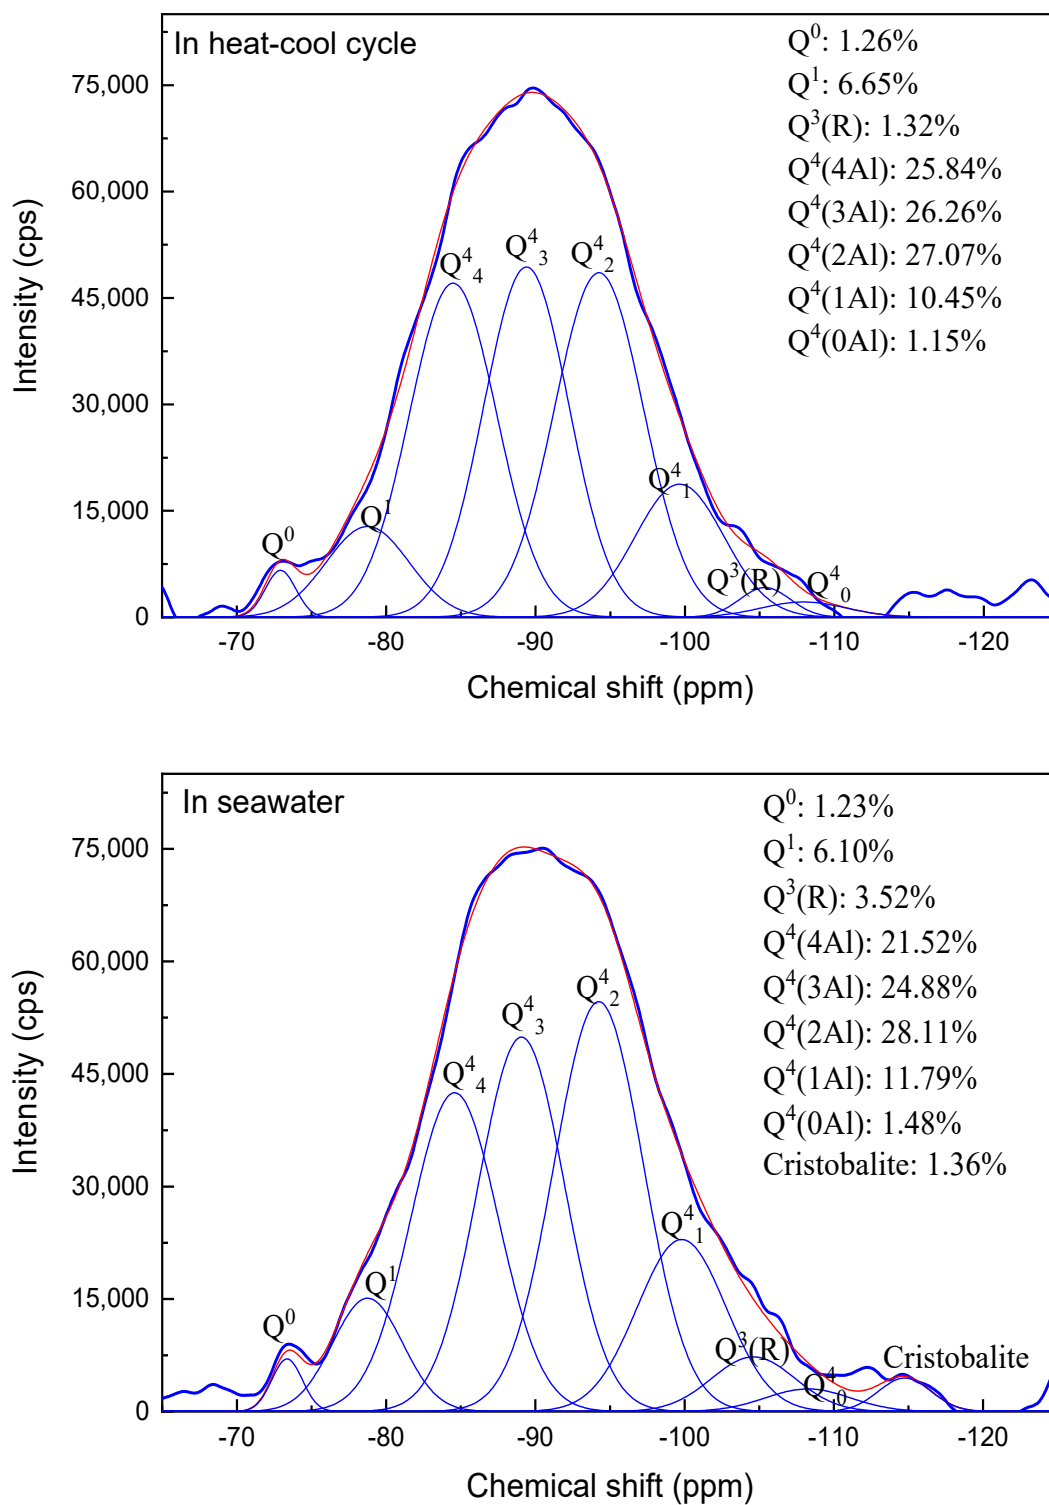 In heat-cool cycle
Q⁰: 1.26%
Q¹: 6.65%
Q³(R): 1.32%
Q⁴(4Al): 25.84%
Q⁴(3Al): 26.26%
Q⁴(2Al): 27.07%
Q⁴(1Al): 10.45%
Q⁴(0Al): 1.15%
75,000
60,000
45,000
30,000
15,000
0
Intensity (cps)
Q⁰
Q¹
Q⁴₄
Q⁴₃
Q⁴₂
Q⁴₁
Q³(R)
Q⁴₀
-70 -80 -90 -100 -110 -120
Chemical shift (ppm)
In seawater
Q⁰: 1.23%
Q¹: 6.10%
Q³(R): 3.52%
Q⁴(4Al): 21.52%
Q⁴(3Al): 24.88%
Q⁴(2Al): 28.11%
Q⁴(1Al): 11.79%
Q⁴(0Al): 1.48%
Cristobalite: 1.36%
75,000
60,000
45,000
30,000
15,000
0
Intensity (cps)
Q⁰
Q¹
Q⁴₄
Q⁴₃
Q⁴₂
Q⁴₁
Q³(R)
Q⁴₀
Cristobalite
-70 -80 -90 -100 -110 -120
Chemical shift (ppm)